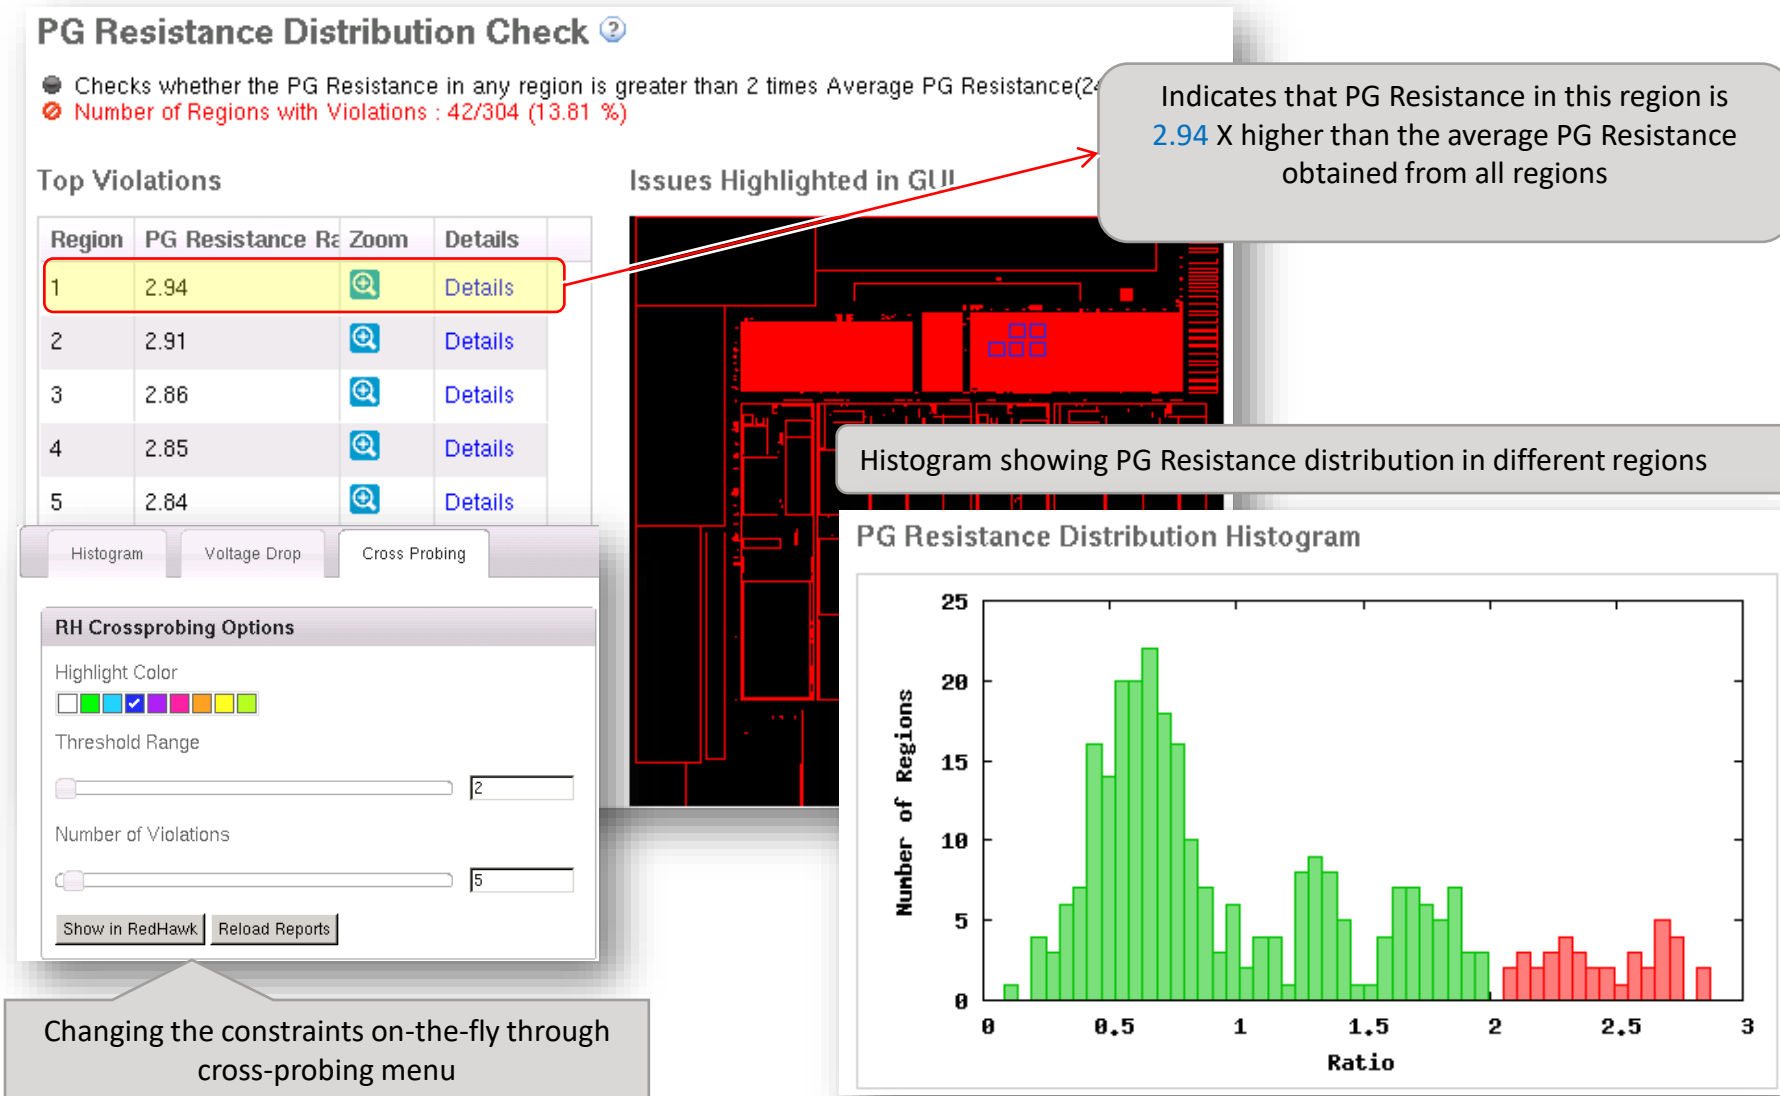 PG Resistance Distribution Check ?
Checks whether the PG Resistance in any region is greater than 2 times Average PG Resistance(24
Number of Regions with Violations : 42/304 (13.81 %)
Indicates that PG Resistance in this region is
2.94 X higher than the average PG Resistance
obtained from all regions
Top Violations
Issues Highlighted in GUI
Region PG Resistance Ra Zoom Details
1 2.94 Details
2 2.91 Details
3 2.86 Details
4 2.85 Details
5 2.84 Details
Histogram showing PG Resistance distribution in different regions
Histogram Voltage Drop Cross Probing
RH Crossprobing Options
Highlight Color
Threshold Range
2
Number of Violations
5
Show in RedHawk Reload Reports
Changing the constraints on-the-fly through
cross-probing menu
PG Resistance Distribution Histogram
25
20
15
10
5
0
Number of Regions
0 0.5 1 1.5 2 2.5 3
Ratio